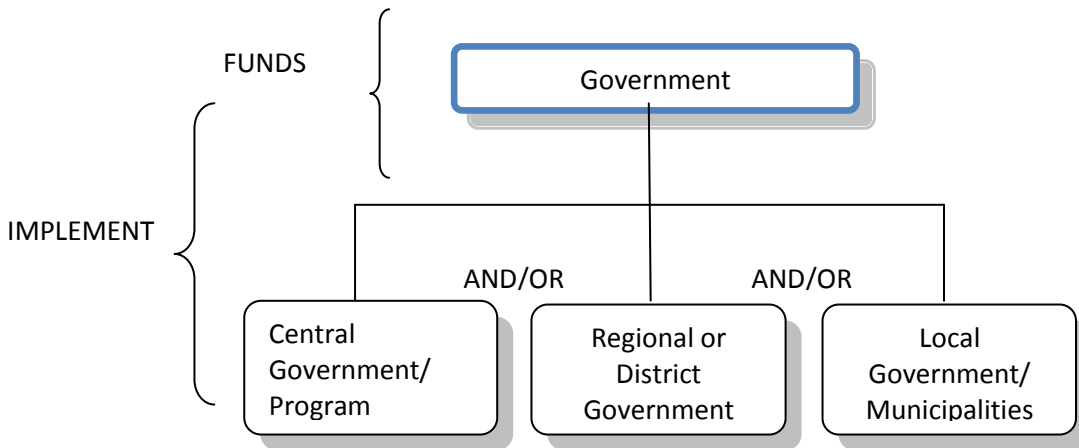 FUNDS
Government
IMPLEMENT
AND/OR
AND/OR
Central
Government/
Program
Regional or
District
Government
Local
Government/
Municipalities